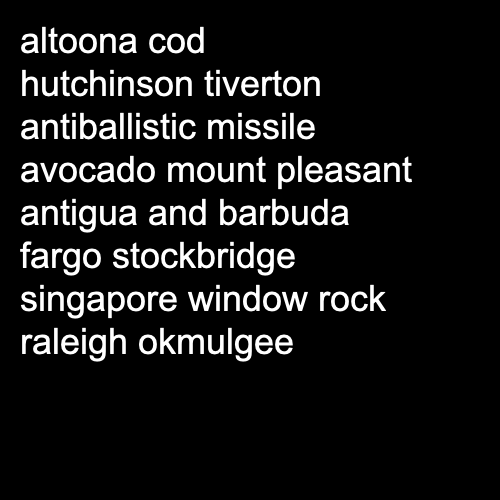 altoona cod
hutchinson tiverton
antiballistic missile
avocado mount pleasant
antigua and barbuda
fargo stockbridge
singapore window rock
raleigh okmulgee